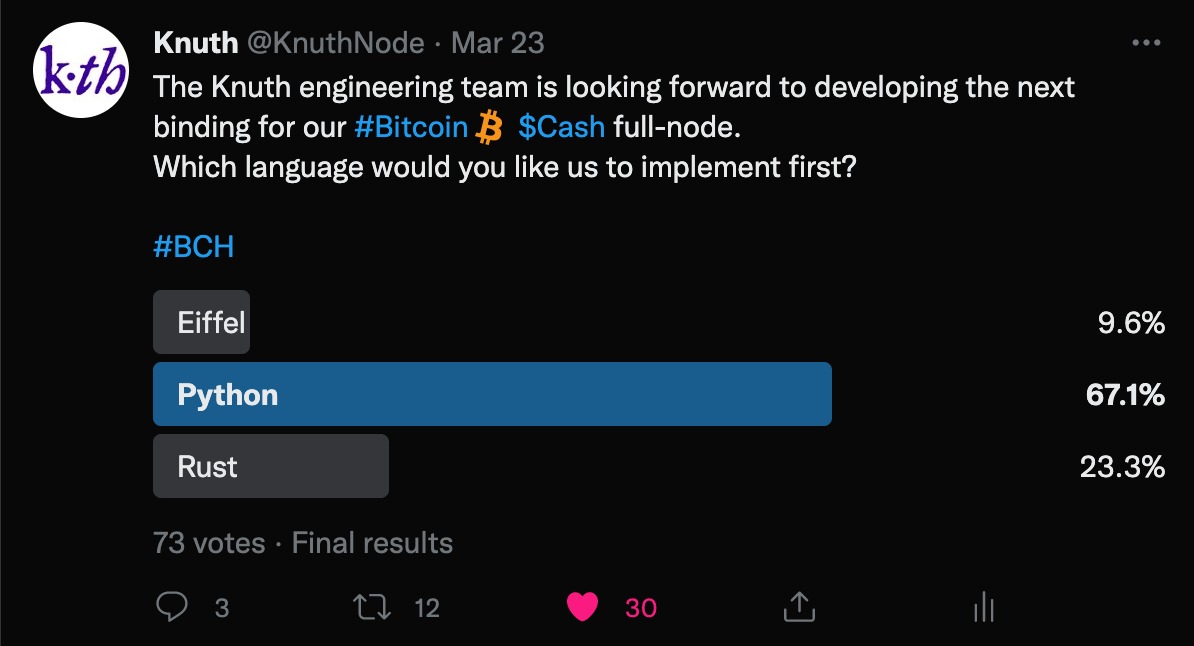 k·th
Knuth @KnuthNode · Mar 23
The Knuth engineering team is looking forward to developing the next
binding for our #Bitcoin ₿ $Cash full-node.
Which language would you like us to implement first?
#BCH
Eiffel 9.6%
Python 67.1%
Rust 23.3%
73 votes · Final results
3 12 30